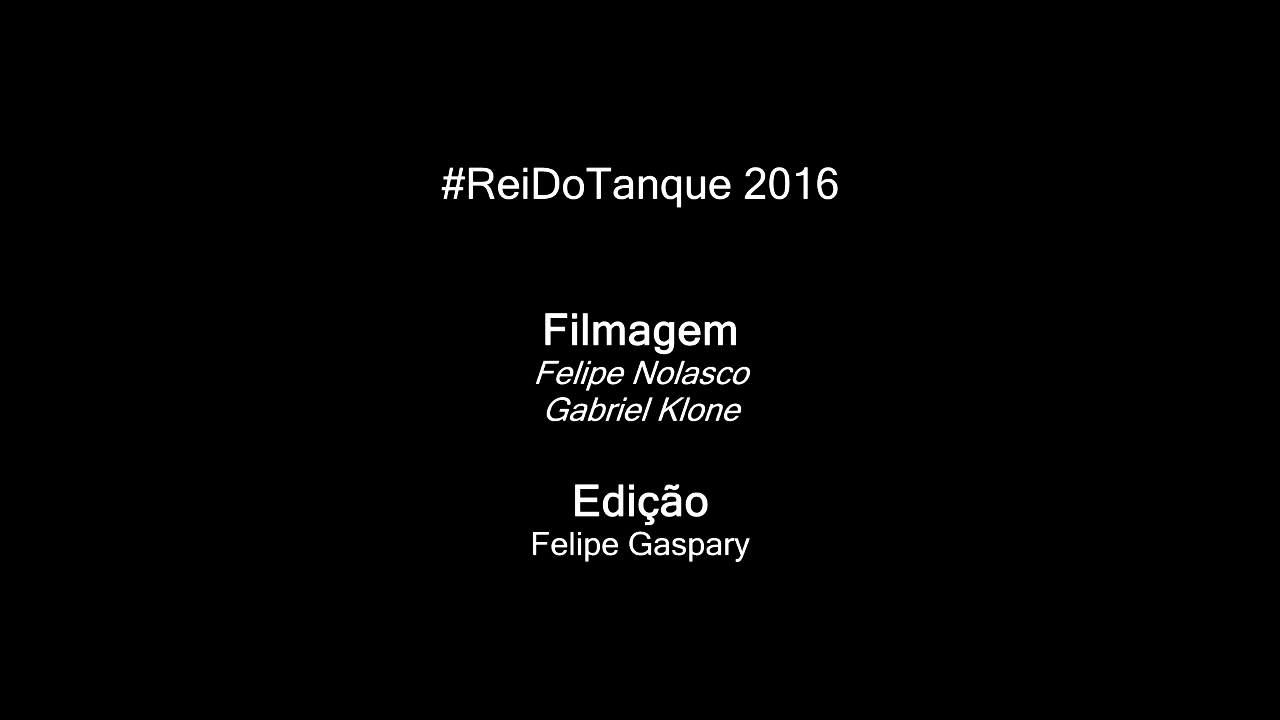 #ReiDoTanque 2016
Filmagem
Felipe Nolasco
Gabriel Klone
Edição
Felipe Gaspary